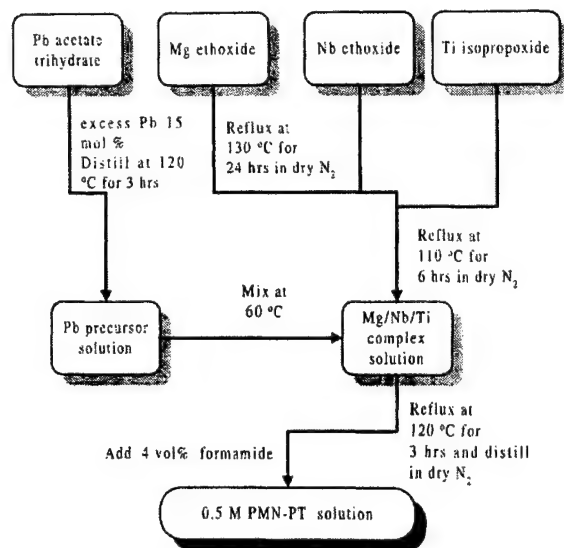 Pb acetate
trihydrate
Mg ethoxide
Nb ethoxide
Ti isopropoxide
excess Pb 15
mol %
Distill at 120
°C for 3 hrs
Reflux at
130 °C for
24 hrs in dry N₂
Reflux at
110 °C for
6 hrs in dry N₂
Mix at
60 °C
Pb precursor
solution
Mg/Nb/Ti
complex
solution
Reflux at
120 °C for
3 hrs and distill
in dry N₂
Add 4 vol% formamide
0.5 M PMN-PT solution